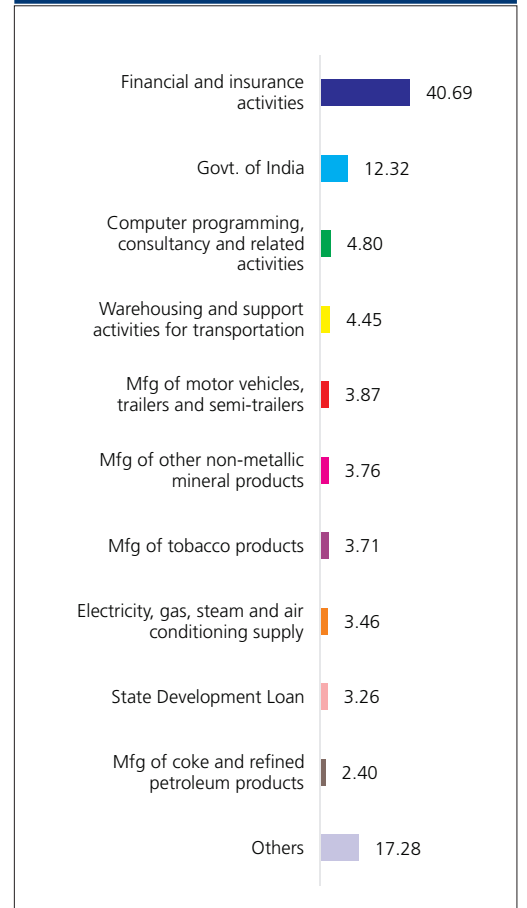 Financial and insurance
activities
40.69
Govt. of India
12.32
Computer programming,
consultancy and related
activities
4.80
Warehousing and support
activities for transportation
4.45
Mfg of motor vehicles,
trailers and semi-trailers
3.87
Mfg of other non-metallic
mineral products
3.76
Mfg of tobacco products
3.71
Electricity, gas, steam and air
conditioning supply
3.46
State Development Loan
3.26
Mfg of coke and refined
petroleum products
2.40
Others
17.28